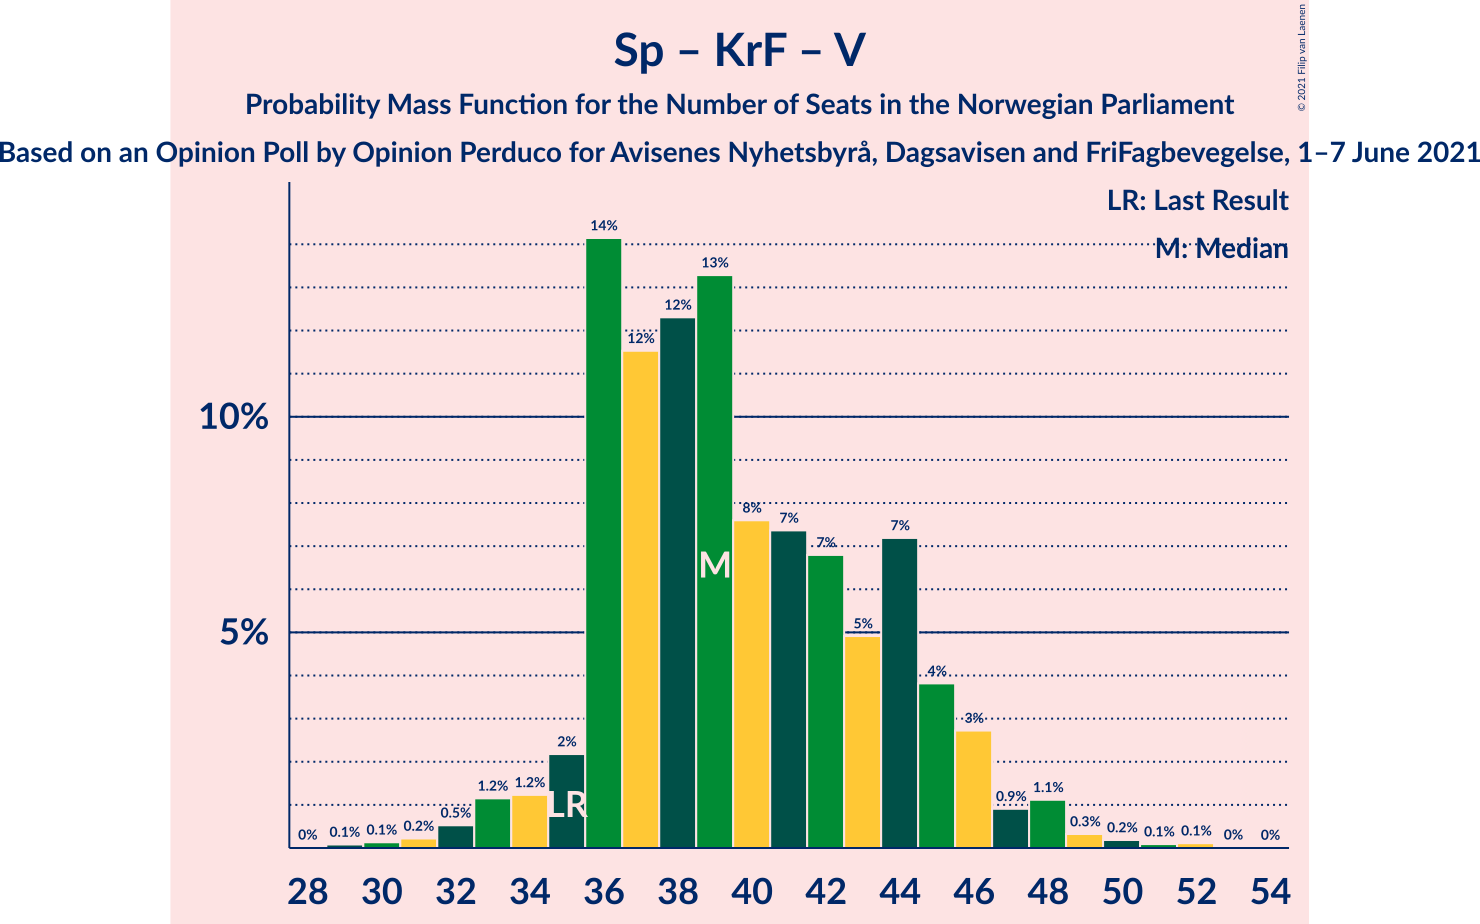 Sp – KrF – V
Probability Mass Function for the Number of Seats in the Norwegian Parliament
Based on an Opinion Poll by Opinion Perduco for Avisenes Nyhetsbyrå, Dagsavisen and FriFagbevegelse, 1–7 June 2021
© 2021 Filip van Laenen
LR: Last Result
M: Median
10%
5%
0% 0.1% 0.1% 0.2% 0.5% 1.2% 1.2% 2% 14% 12% 12% 13% 8% 7% 7% 5% 7% 4% 3% 0.9% 1.1% 0.3% 0.2% 0.1% 0.1% 0% 0%
M
LR
28 30 32 34 36 38 40 42 44 46 48 50 52 54